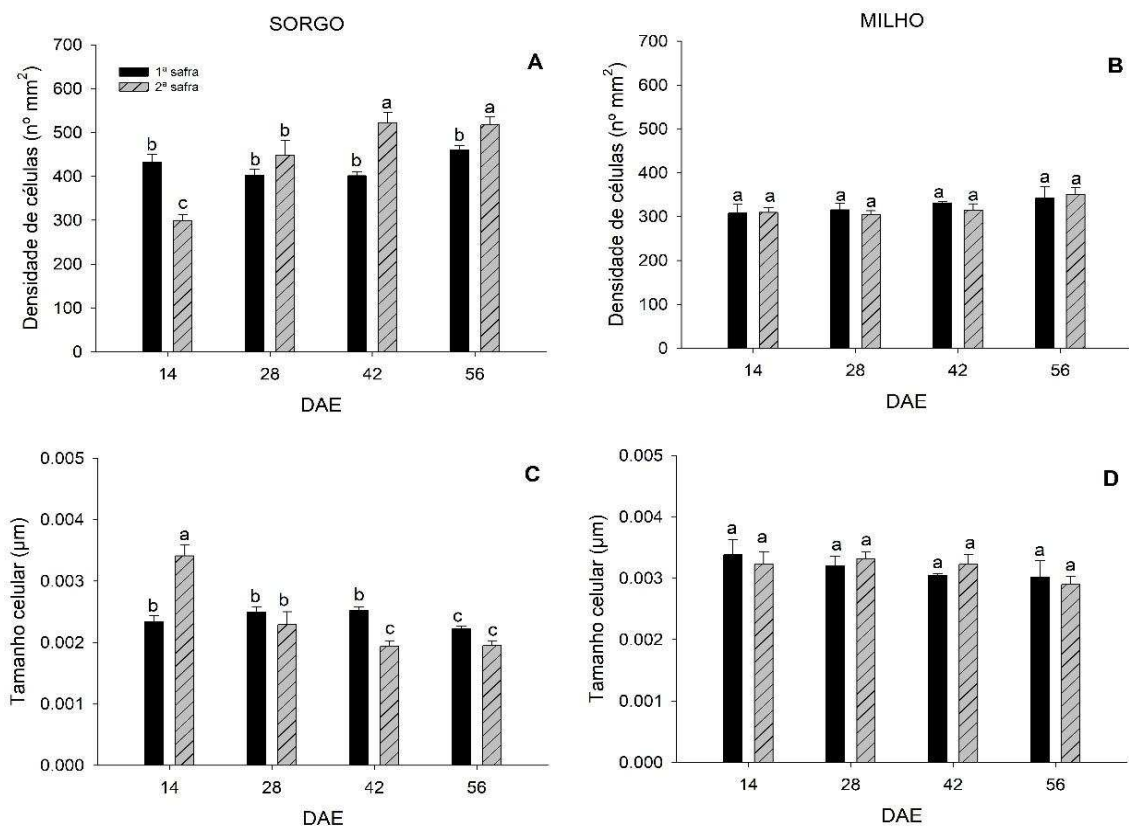 SORGO
A
1ª safra
2ª safra
Densidade de células (nº mm²)
700
600
500
400
300
200
100
0
b
c
b
b
b
a
b
a
14
28
42
56
DAE
MILHO
B
Densidade de células (nº mm²)
700
600
500
400
300
200
100
0
a
a
a
a
a
a
a
a
14
28
42
56
DAE
C
Tamanho celular (µm)
0.005
0.004
0.003
0.002
0.001
0.000
b
a
b
b
b
c
c
c
14
28
42
56
DAE
D
Tamanho celular (µm)
0.005
0.004
0.003
0.002
0.001
0.000
a
a
a
a
a
a
a
a
14
28
42
56
DAE